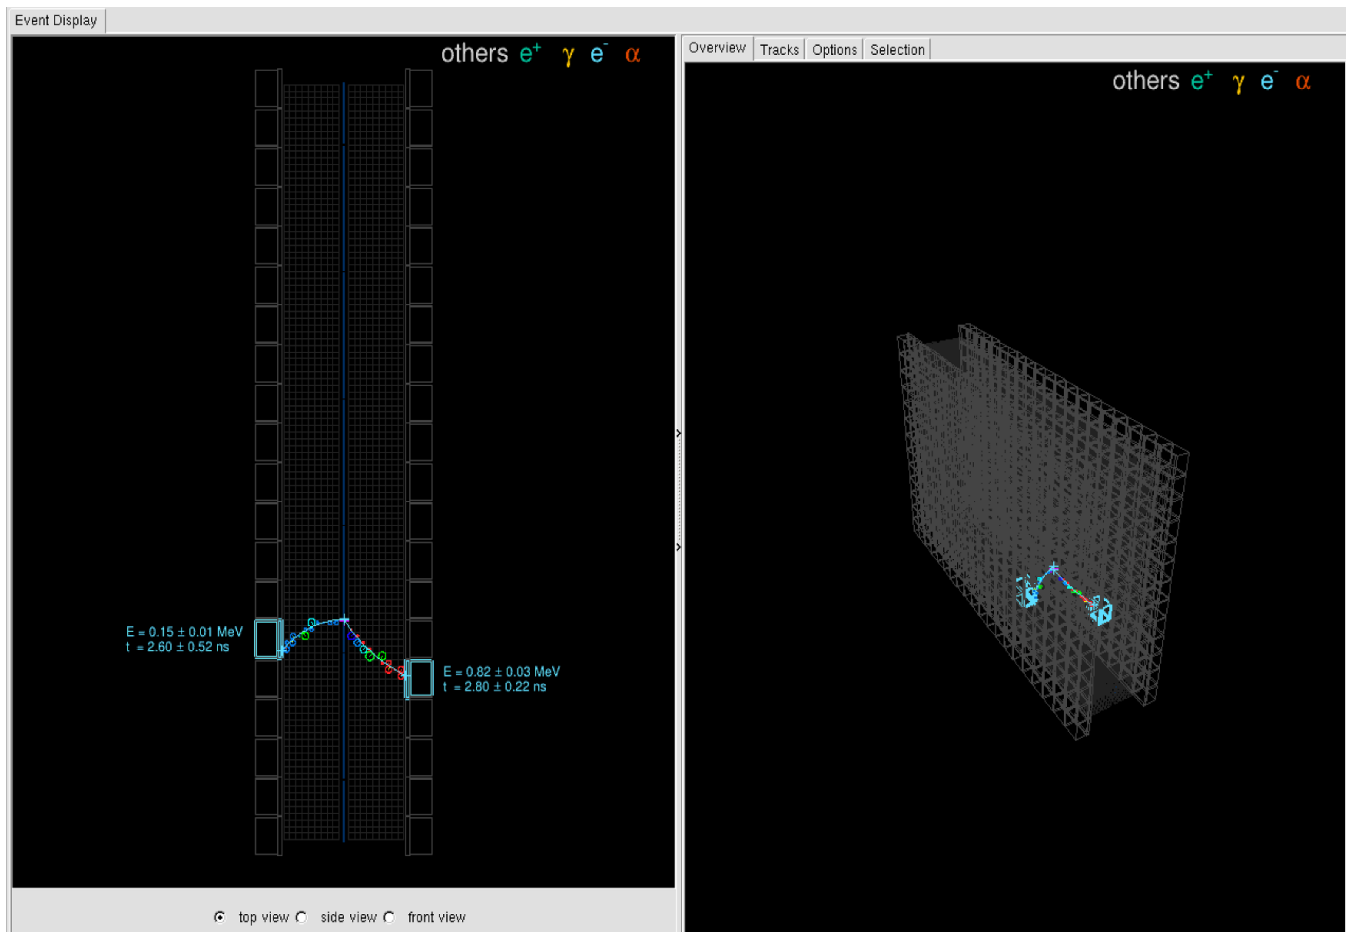 Event Display
others e⁺ γ e⁻ α
E = 0.15 ± 0.01 MeV
t = 2.60 ± 0.52 ns
E = 0.82 ± 0.03 MeV
t = 2.80 ± 0.22 ns
top view side view front view
Overview Tracks Options Selection
others e⁺ γ e⁻ α